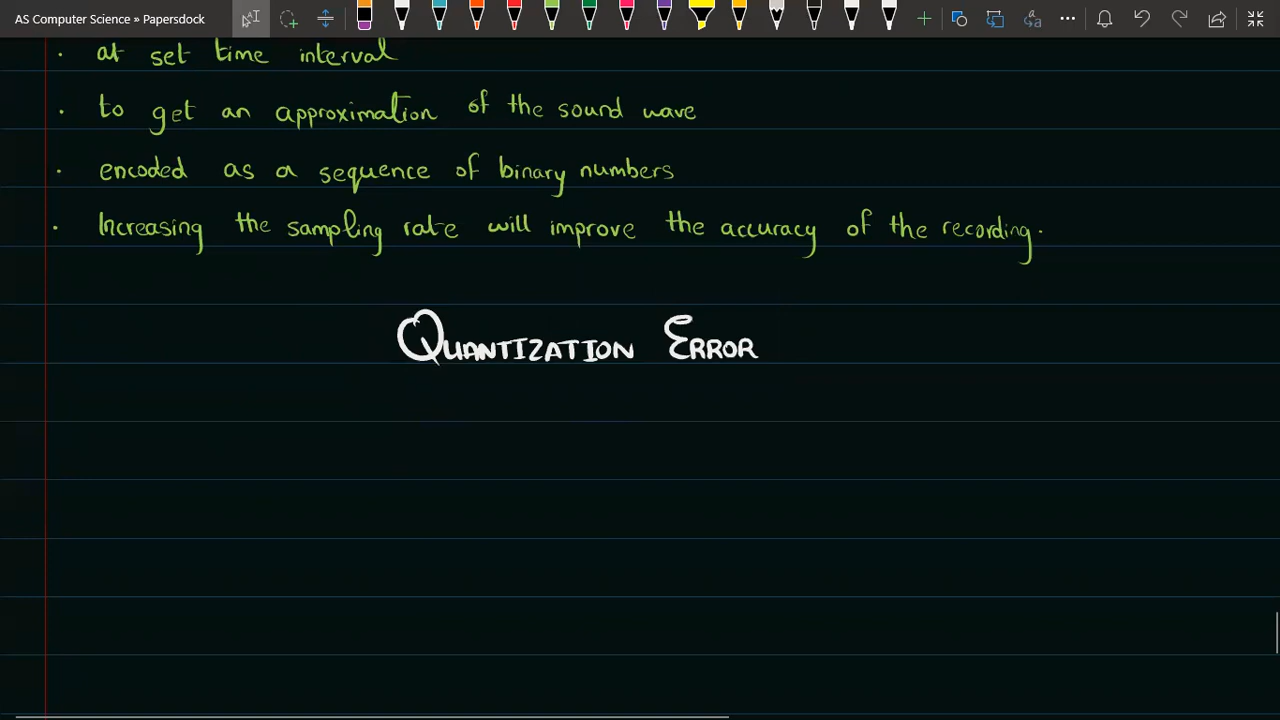 AS Computer Science » Papersdock
· at set time interval
· to get an approximation of the sound wave
· encoded as a sequence of binary numbers
· Increasing the sampling rate will improve the accuracy of the recording.
QUANTIZATION ERROR